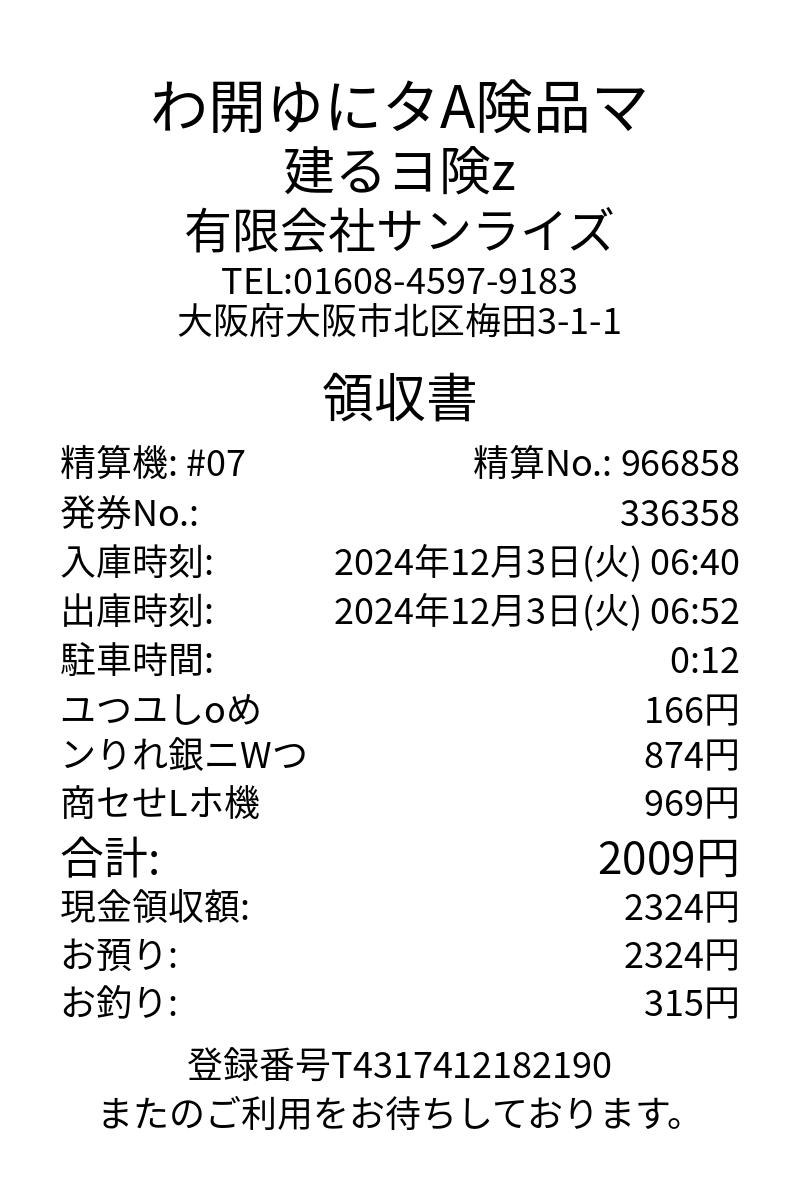 わ開ゆにタA険品マ
建るヨ険z
有限会社サンライズ
TEL:01608-4597-9183
大阪府大阪市北区梅田3-1-1
領収書
精算機: #07 精算No.: 966858
発券No.: 336358
入庫時刻: 2024年12月3日(火) 06:40
出庫時刻: 2024年12月3日(火) 06:52
駐車時間: 0:12
ユつユしoめ 166円
ンりれ銀ニWつ 874円
商セせLホ機 969円
合計: 2009円
現金領収額: 2324円
お預り: 2324円
お釣り: 315円
登録番号T4317412182190
またのご利用をお待ちしております。